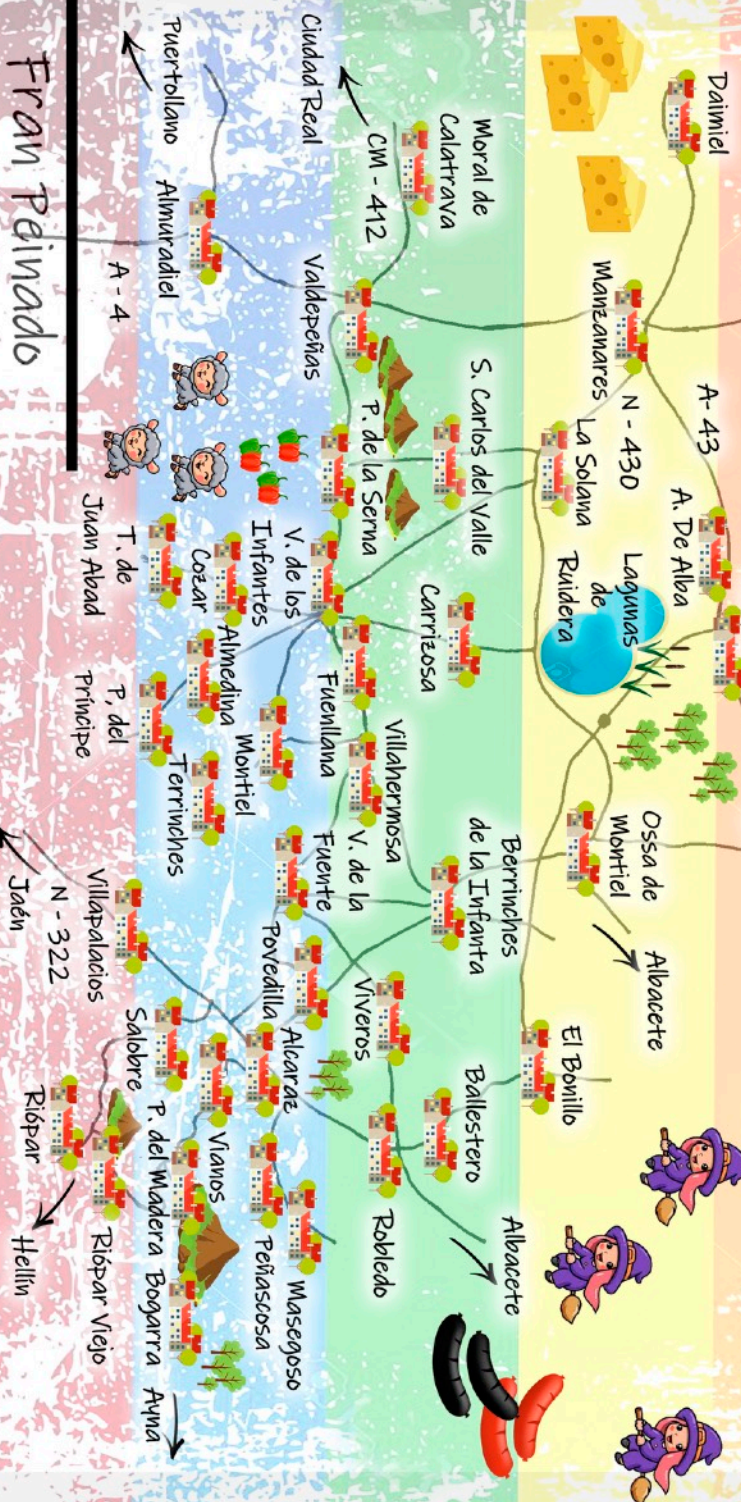 Daimiel
A-43
A. De Alba
Lagunas
de
Ruidera
Manzanares
N - 430
La Solana
Ossa de
Montiel
Albacete
El Bonillo
Moral de
Calatrava
CM - 412
S. Carlos del Valle
Carrizosa
Berrinches
de la Infanta
Ballestero
Albacete
Ciudad Real
Valdepeñas
P. de la Serna
Villahermosa
Fuenllana
V. de la
Fuente
Viveros
Robledo
V. de los
Infantes
Cozar
Almedina
Montiel
Povedilla
Alcaraz
Masegoso
Peñascosa
Puertollano
Almuradiel
A - 4
T. de
Juan Abad
P. del
Príncipe
Terrinches
Villapalacios
Salobre
Vianos
P. del Madera
Bogarra
Ayna
N - 322
Jaén
Riópar
Riópar Viejo
Hellín
Fran Peinado